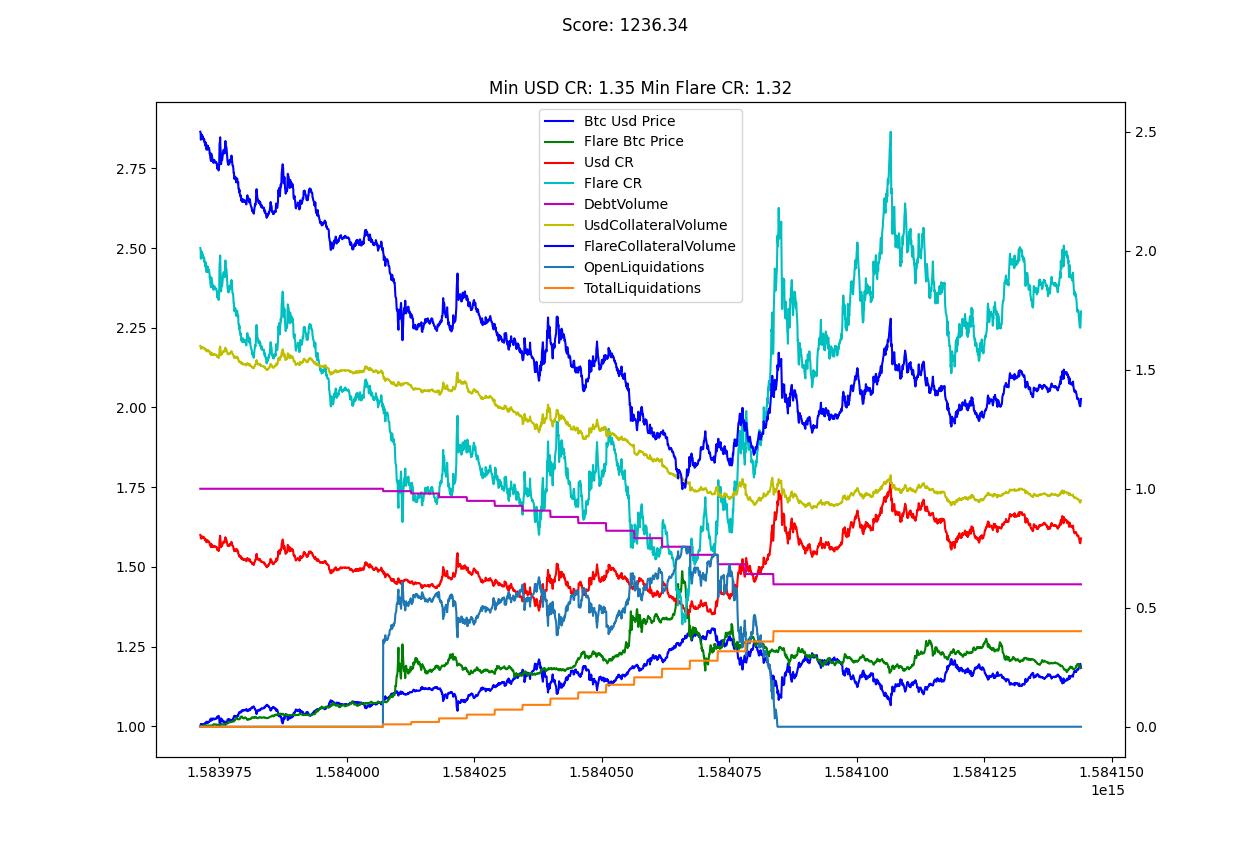 Score: 1236.34
Min USD CR: 1.35 Min Flare CR: 1.32
Btc Usd Price
Flare Btc Price
Usd CR
Flare CR
DebtVolume
UsdCollateralVolume
FlareCollateralVolume
OpenLiquidations
TotalLiquidations
2.75
2.50
2.25
2.00
1.75
1.50
1.25
1.00
2.5
2.0
1.5
1.0
0.5
0.0
1.583975
1.584000
1.584025
1.584050
1.584075
1.584100
1.584125
1.584150
1e15